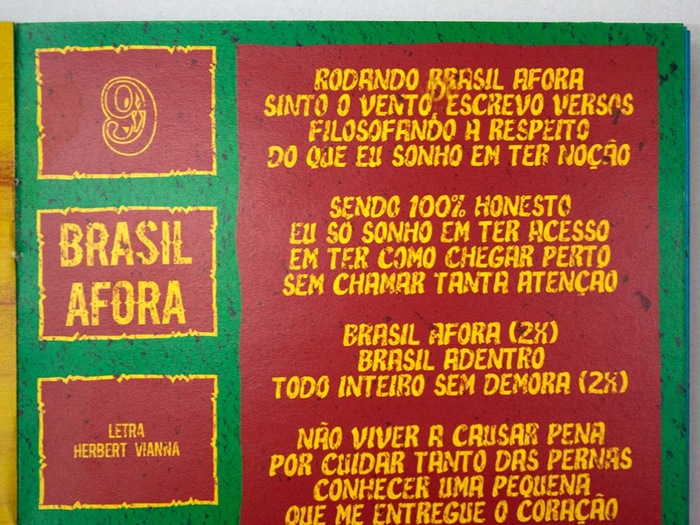 9
BRASIL
AFORA
LETRA
HERBERT VIANNA
RODANDO BRASIL AFORA
SINTO O VENTO, ESCREVO VERSOS
FILOSOFANDO A RESPEITO
DO QUE EU SONHO EM TER NOÇÃO
SENDO 100% HONESTO
EU SÓ SONHO EM TER ACESSO
EM TER COMO CHEGAR PERTO
SEM CHAMAR TANTA ATENÇÃO
BRASIL AFORA (2X)
BRASIL ADENTRO
TODO INTEIRO SEM DEMORA (2X)
NÃO VIVER A CAUSAR PENA
POR CUIDAR TANTO DAS PERNAS
CONHECER UMA PEQUENA
QUE ME ENTREGUE O CORAÇÃO